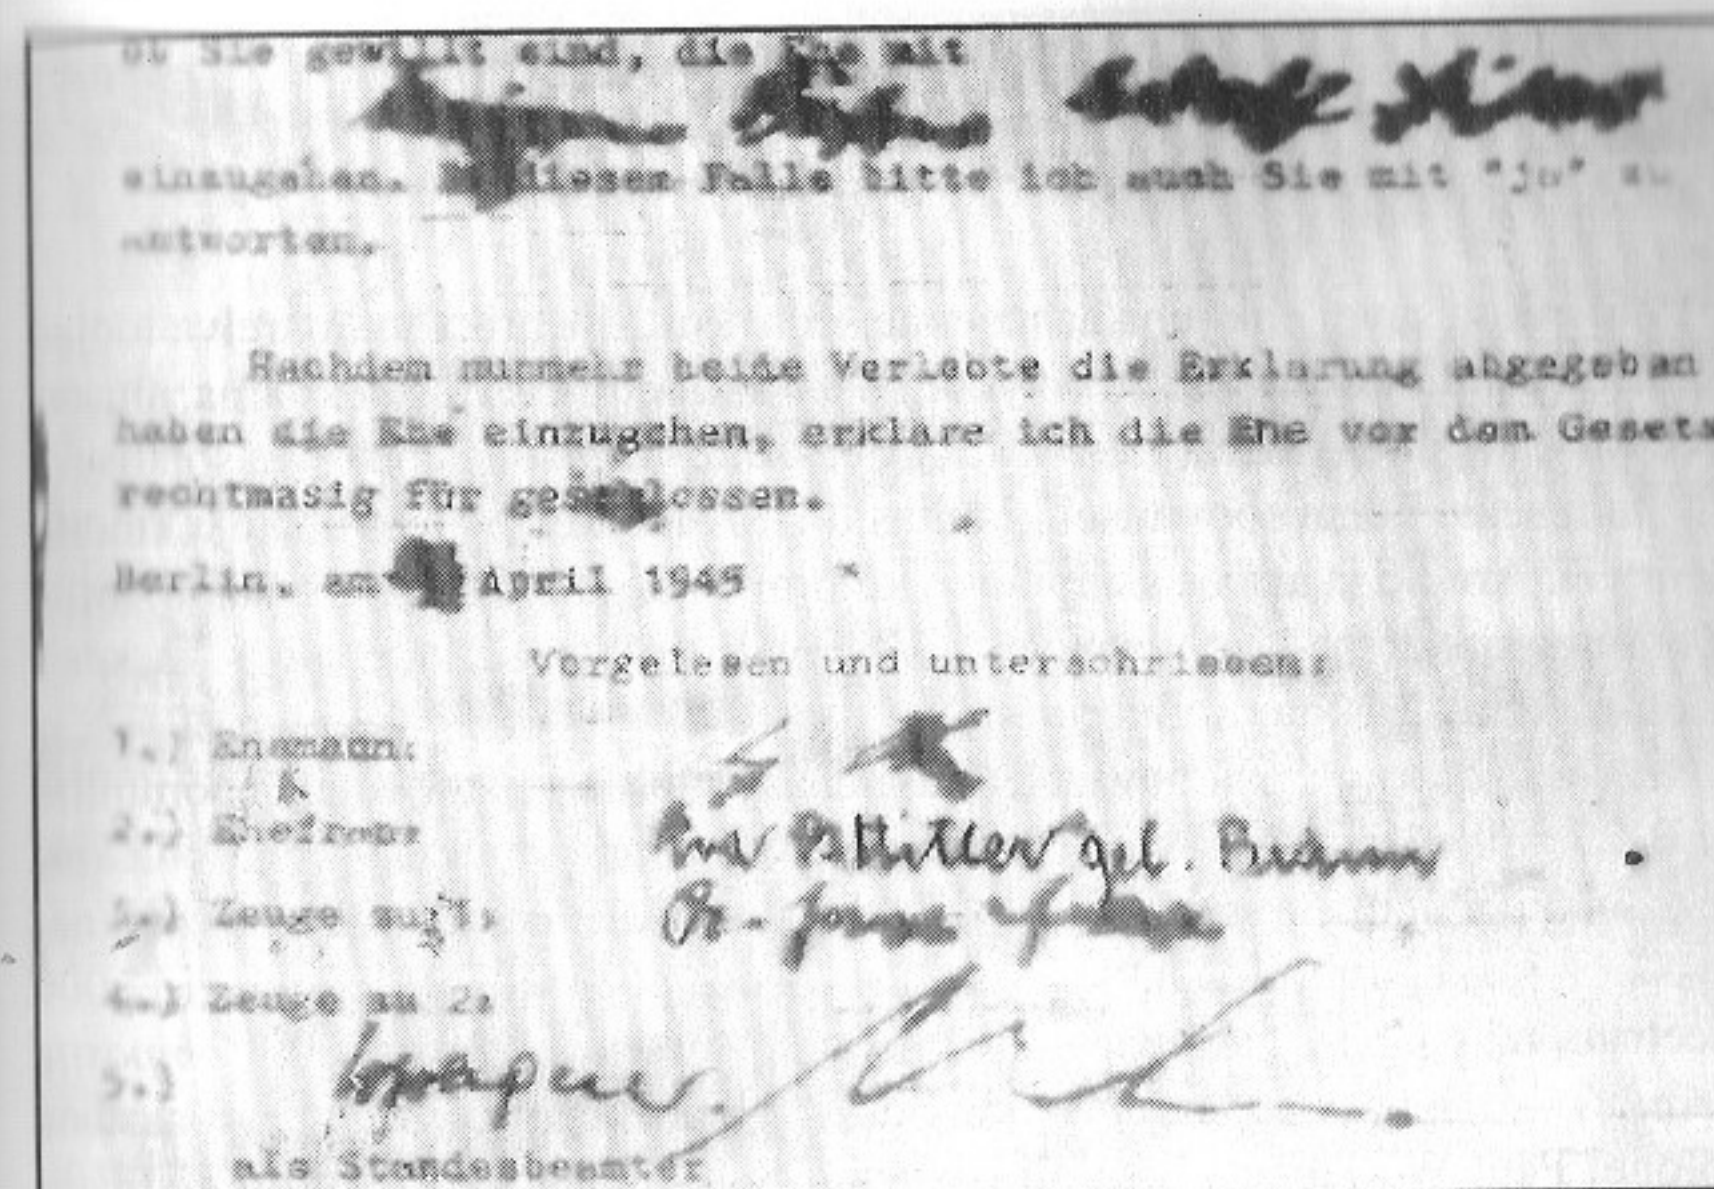 ob Sie gewillt sind, die Ehe mit
einzugehen. diesem Falle bitte ich auch Sie mit "ja" zu
antworten.
Nachdem nunmehr beide Verlobte die Erklärung abgegeben
haben die Ehe einzugehen, erkläre ich die Ehe vor dem Gesetz
rechtmäsig für geschlossen.
Berlin, am April 1945
Vorgelesen und unterschrieben:
1.) Ehemann:
2.) Ehefrau: Eva B Hitler geb. Braun
3.) Zeuge zu 1:
4.) Zeuge zu 2:
5.)
als Standesbeamter